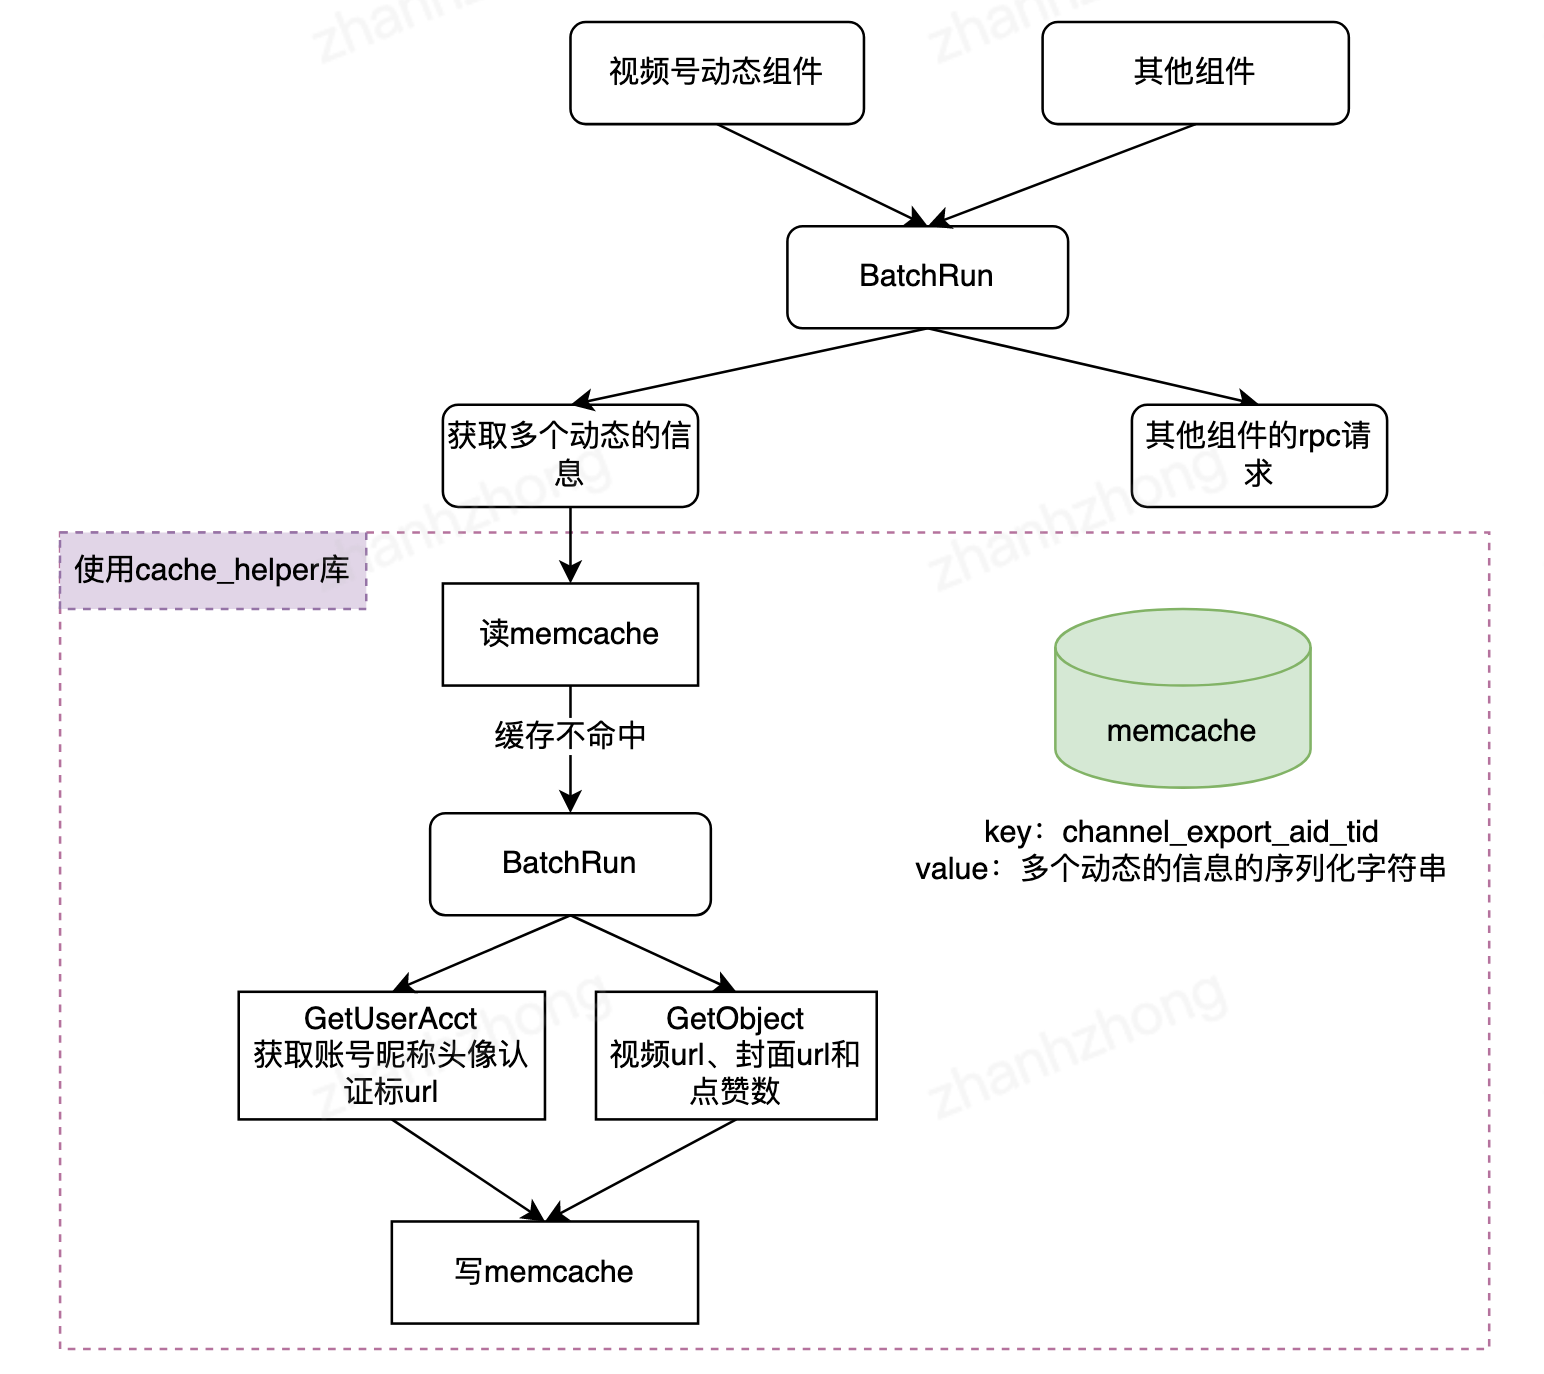 视频号动态组件
其他组件
BatchRun
获取多个动态的信
息
其他组件的rpc请
求
使用cache_helper库
读memcache
缓存不命中
memcache
key：channel_export_aid_tid
value：多个动态的信息的序列化字符串
BatchRun
GetUserAcct
获取账号昵称头像认
证标url
GetObject
视频url、封面url和
点赞数
写memcache
zhanhzhong
zhanhzhong
zhanhzhong
zhanhzhong